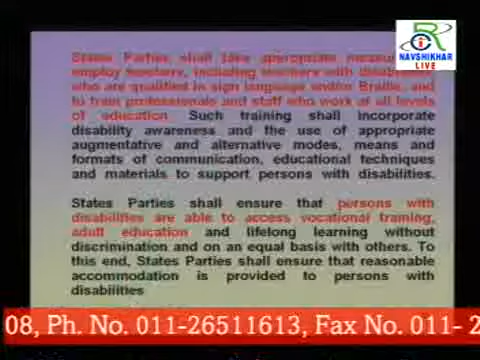 NAVSHIKHAR
LIVE
States Parties shall take appropriate
employ teachers, including teachers with
who are qualified in sign language and/or Braille, and
to train professionals and staff who work at all levels
of education. Such training shall incorporate
disability awareness and the use of appropriate
augmentative and alternative modes, means and
formats of communication, educational techniques
and materials to support persons with disabilities.
States Parties shall ensure that persons with
disabilities are able to access vocational training,
adult education and lifelong learning without
discrimination and on an equal basis with others. To
this end, States Parties shall ensure that reasonable
accommodation is provided to persons with
disabilities
08, Ph. No. 011-26511613, Fax No. 011- 2